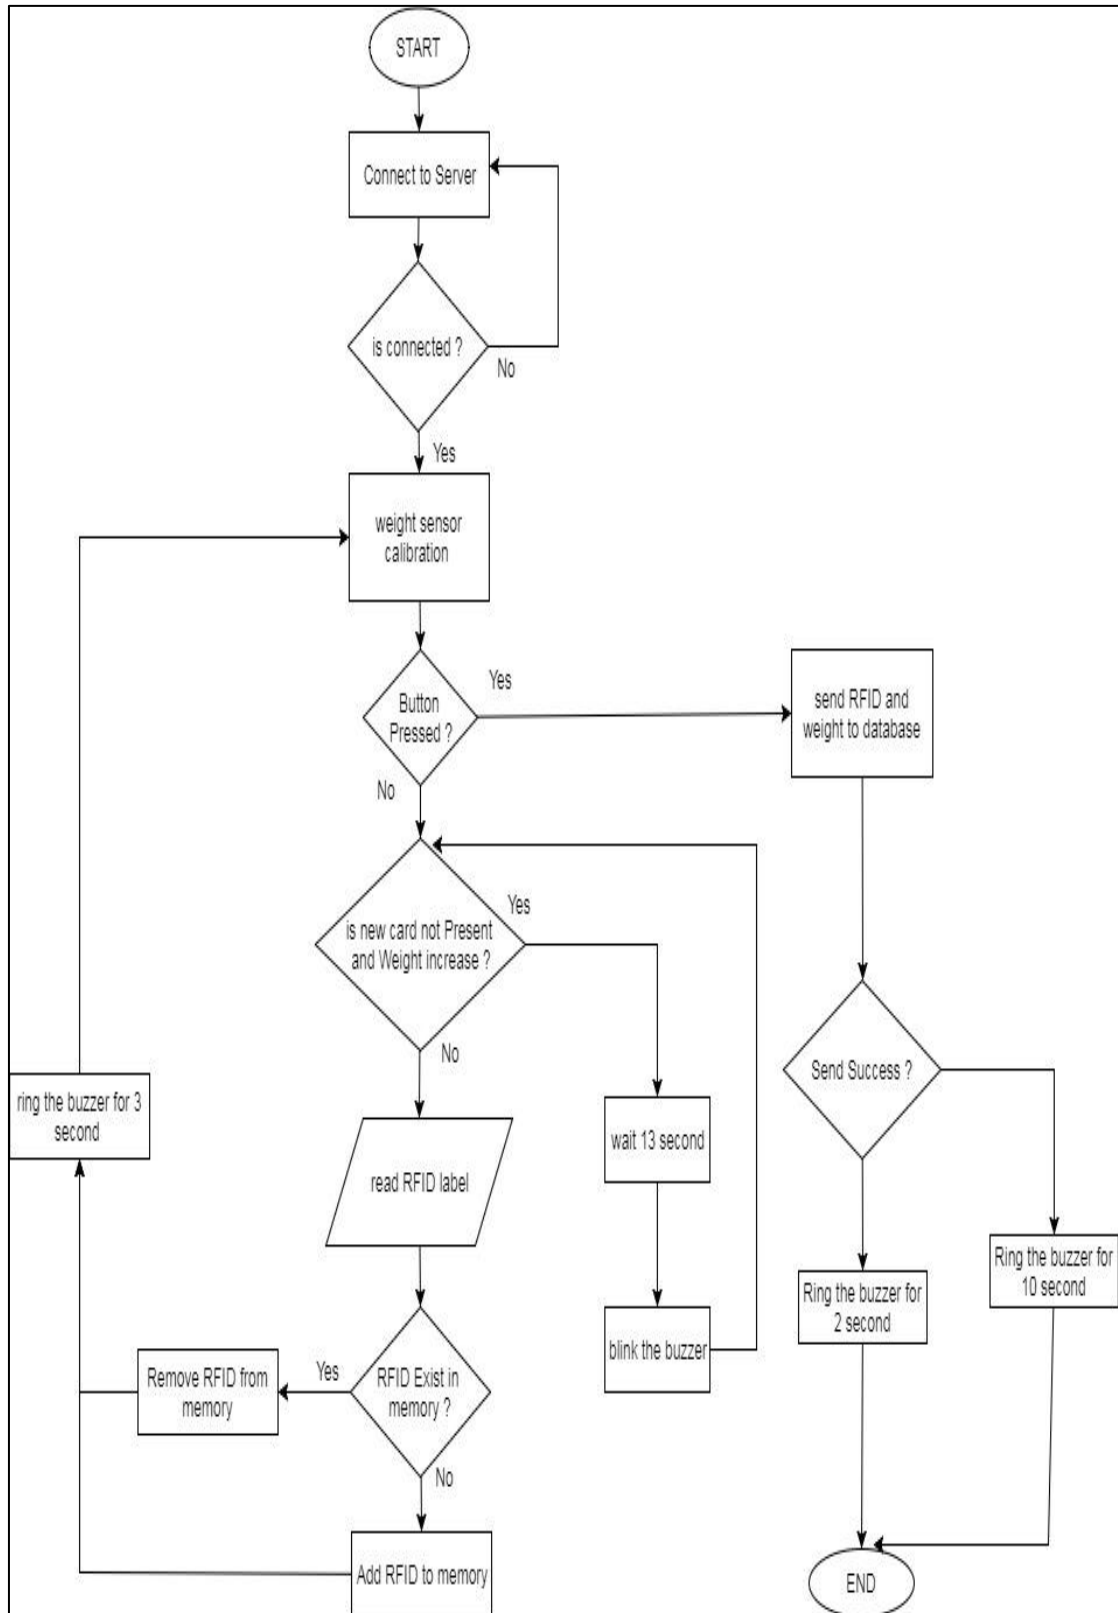 START
Connect to Server
is connected ?
No
Yes
weight sensor
calibration
Button
Pressed ?
Yes
send RFID and
weight to database
No
is new card not Present
and Weight increase ?
Yes
No
Send Success ?
ring the buzzer for 3
second
wait 13 second
read RFID label
Ring the buzzer for
10 second
Ring the buzzer for
2 second
blink the buzzer
Remove RFID from
memory
Yes
RFID Exist in
memory ?
No
Add RFID to memory
END